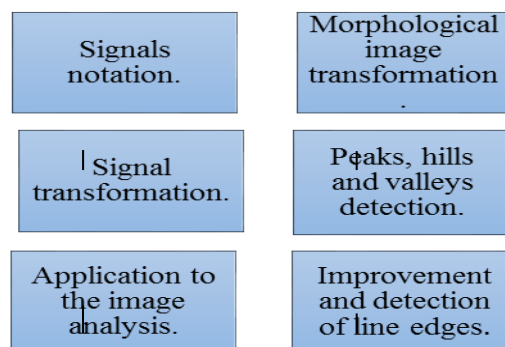 Signals
notation.
Morphological
image
transformation
.
Signal
transformation.
Peaks, hills
and valleys
detection.
Application to
the image
analysis.
Improvement
and detection
of line edges.